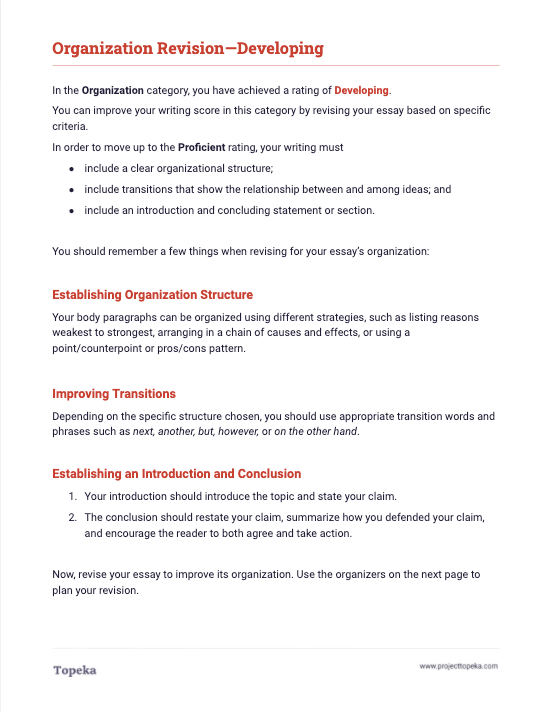 Organization Revision—Developing
In the Organization category, you have achieved a rating of Developing.
You can improve your writing score in this category by revising your essay based on specific
criteria.
In order to move up to the Proficient rating, your writing must
● include a clear organizational structure;
● include transitions that show the relationship between and among ideas; and
● include an introduction and concluding statement or section.
You should remember a few things when revising for your essay's organization:
Establishing Organization Structure
Your body paragraphs can be organized using different strategies, such as listing reasons
weakest to strongest, arranging in a chain of causes and effects, or using a
point/counterpoint or pros/cons pattern.
Improving Transitions
Depending on the specific structure chosen, you should use appropriate transition words and
phrases such as next, another, but, however, or on the other hand.
Establishing an Introduction and Conclusion
1. Your introduction should introduce the topic and state your claim.
2. The conclusion should restate your claim, summarize how you defended your claim,
and encourage the reader to both agree and take action.
Now, revise your essay to improve its organization. Use the organizers on the next page to
plan your revision.
Topeka
www.projecttopeka.com